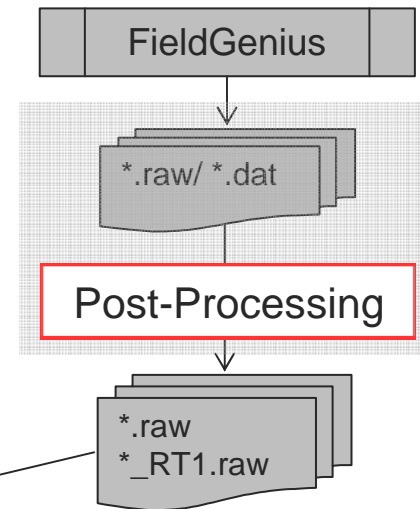 FieldGenius
*.raw/ *.dat
Post-Processing
*.raw
*_RT1.raw